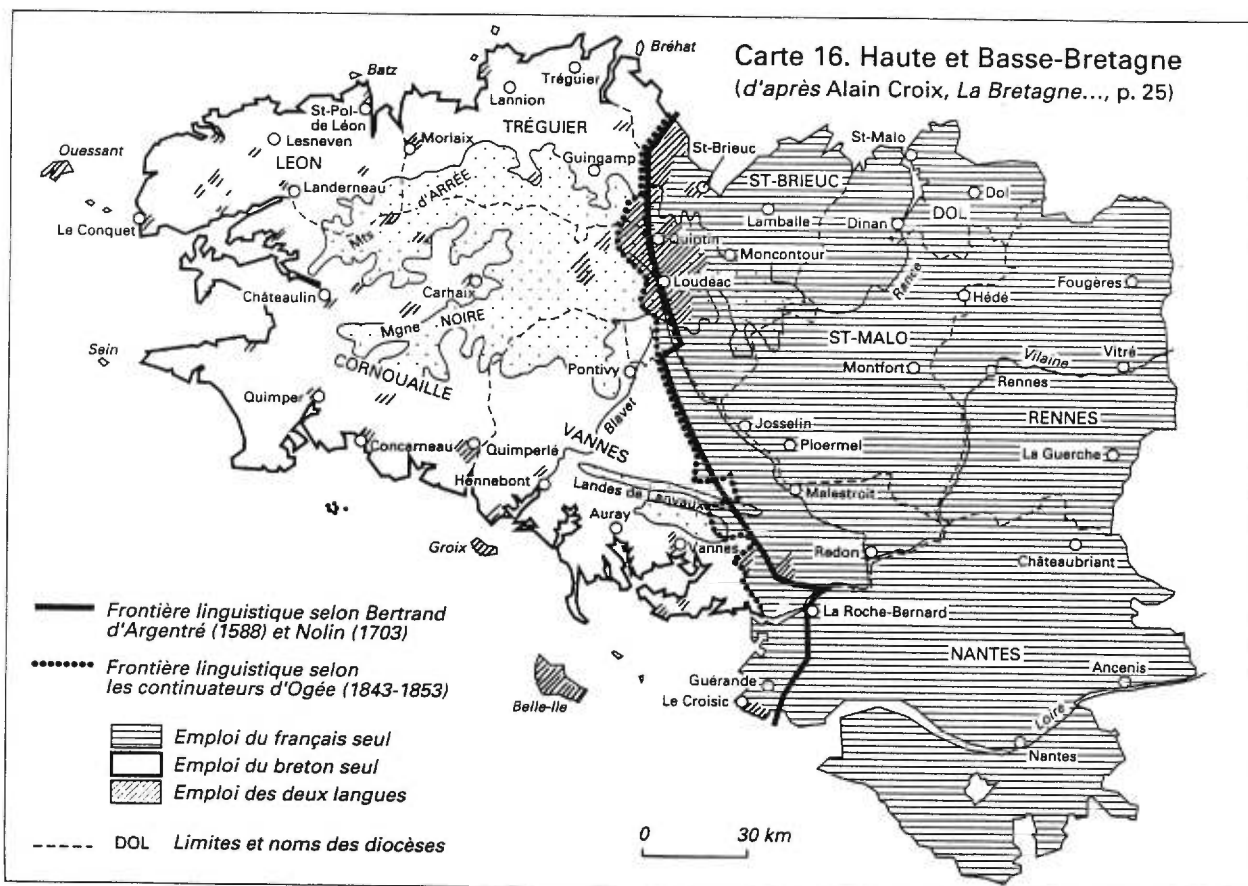 Carte 16. Haute et Basse-Bretagne
(d'après Alain Croix, La Bretagne..., p. 25)
Bréhat
Batz
Tréguier
Lannion
St-Pol-
de Léon
TRÉGUIER
Lesneven
Morlaix
Ouessant
LEON
Guingamp
St-Brieuc
St-Malo
ST-BRIEUC
Dol
DOL
Landerneau
d'ARRÉE
Mts
Lamballe
Dinan
Le Conquet
Quintin
Moncontour
Rance
Loudéac
Fougères
Châteaulin
Carhaix
Hédé
Mgne NOIRE
ST-MALO
Sein
Vilaine
Vitré
CORNOUAILLE
Pontivy
Montfort
Rennes
Quimper
Blavet
Josselin
RENNES
VANNES
Concarneau
Quimperlé
Ploermel
La Guerche
Hennebont
Landes de Lanvaux
Malestroit
Auray
Groix
Vannes
Redon
Châteaubriant
La Roche-Bernard
NANTES
Ancenis
Guérande
Le Croisic
Belle-Ile
Loire
Nantes
Frontière linguistique selon Bertrand
d'Argentré (1588) et Nolin (1703)
Frontière linguistique selon
les continuateurs d'Ogée (1843-1853)
Emploi du français seul
Emploi du breton seul
Emploi des deux langues
DOL Limites et noms des diocèses
0 30 km